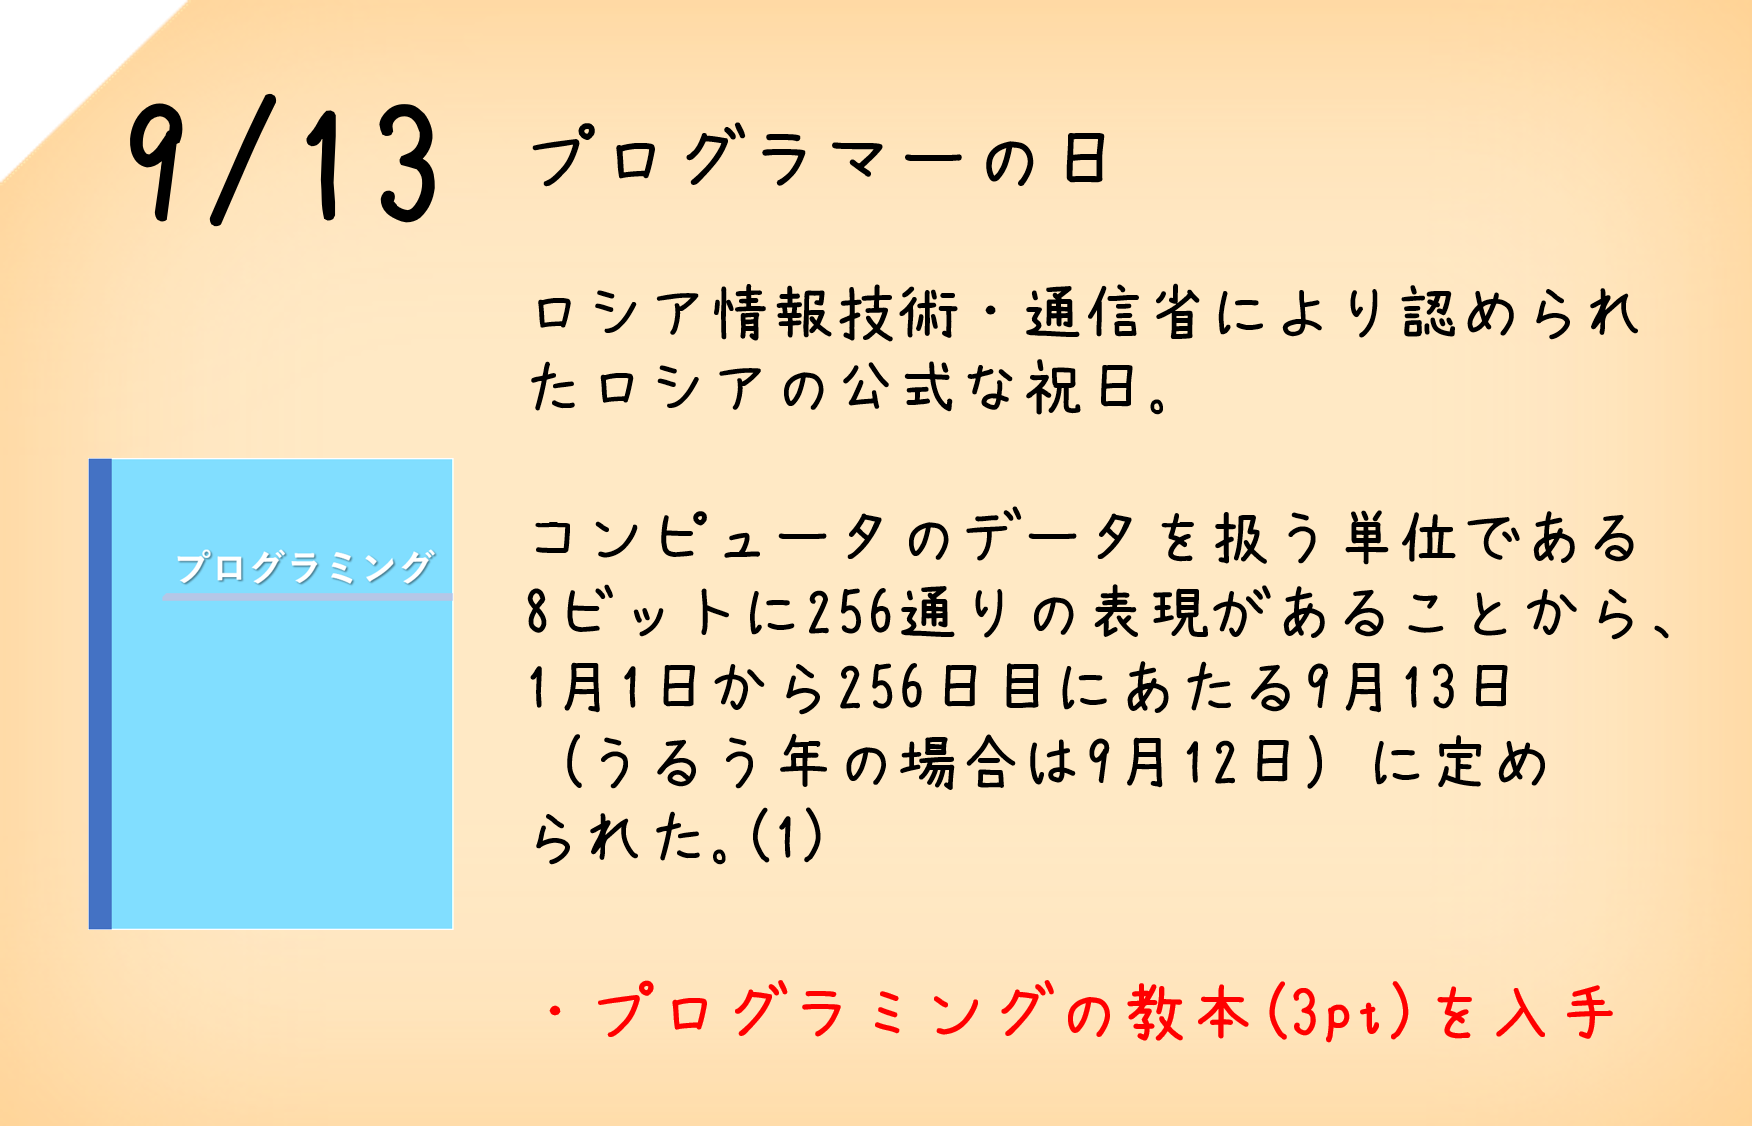 9/13 プログラマーの日
ロシア情報技術・通信省により認められ
たロシアの公式な祝日。
コンピュータのデータを扱う単位である
8ビットに256通りの表現があることから、
1月1日から256日目にあたる9月13日
（うるう年の場合は9月12日）に定め
られた。(1)
プログラミング
・プログラミングの教本(3pt)を入手